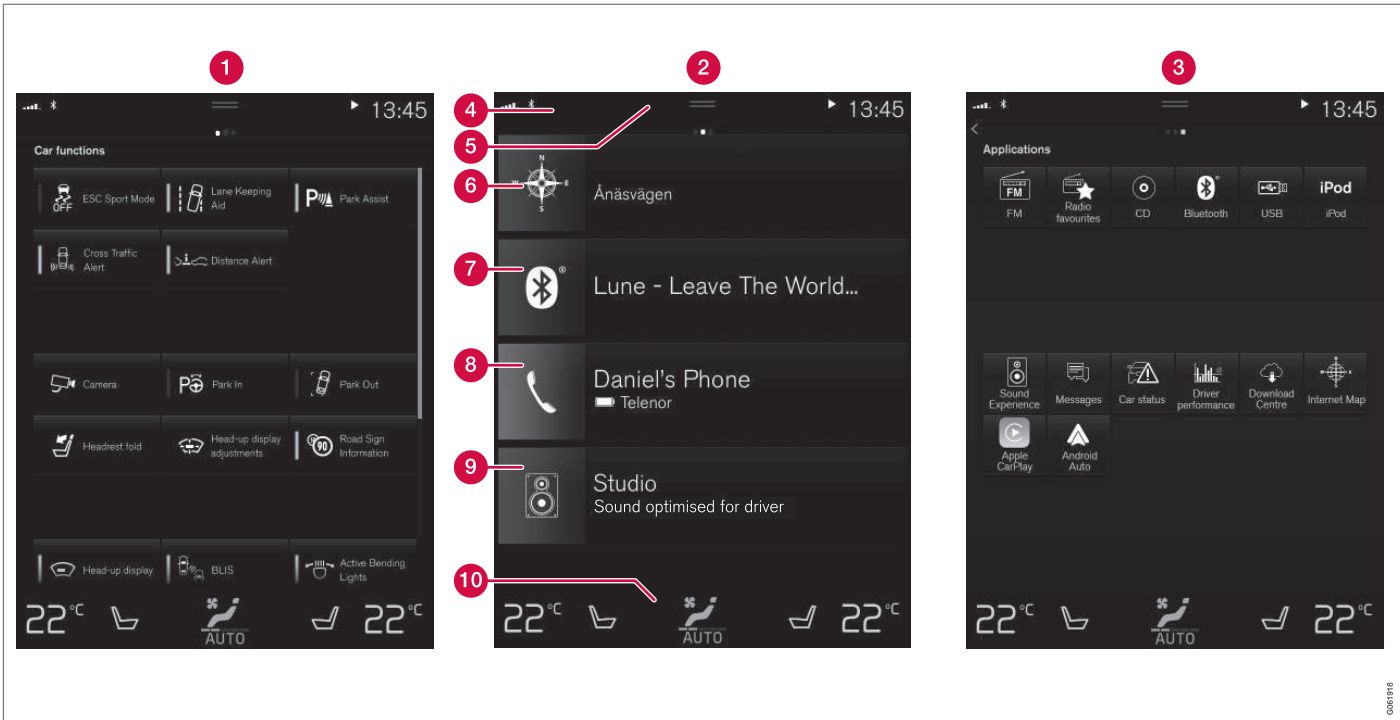 1
2
3
13:45
Car functions
OFF
ESC Sport Mode
Lane Keeping
Aid
P
Park Assist
Cross Traffic
Alert
Distance Alert
Camera
P
Park In
Park Out
Headrest fold
Head-up display
adjustments
90
Road Sign
Information
Head-up display
BLIS
Active Bending
Lights
22°C
AUTO
22°C
4
13:45
5
6
N
W
E
S
Ånäsvägen
7
Lune - Leave The World...
8
Daniel's Phone
Telenor
9
Studio
Sound optimised for driver
10
22°C
AUTO
22°C
13:45
Applications
FM
FM
Radio
favourites
CD
Bluetooth
USB
iPod
iPod
Sound
Experience
Messages
Car status
Driver
performance
Download
Centre
Internet Map
Apple
CarPlay
Android
Auto
22°C
AUTO
22°C
G061918